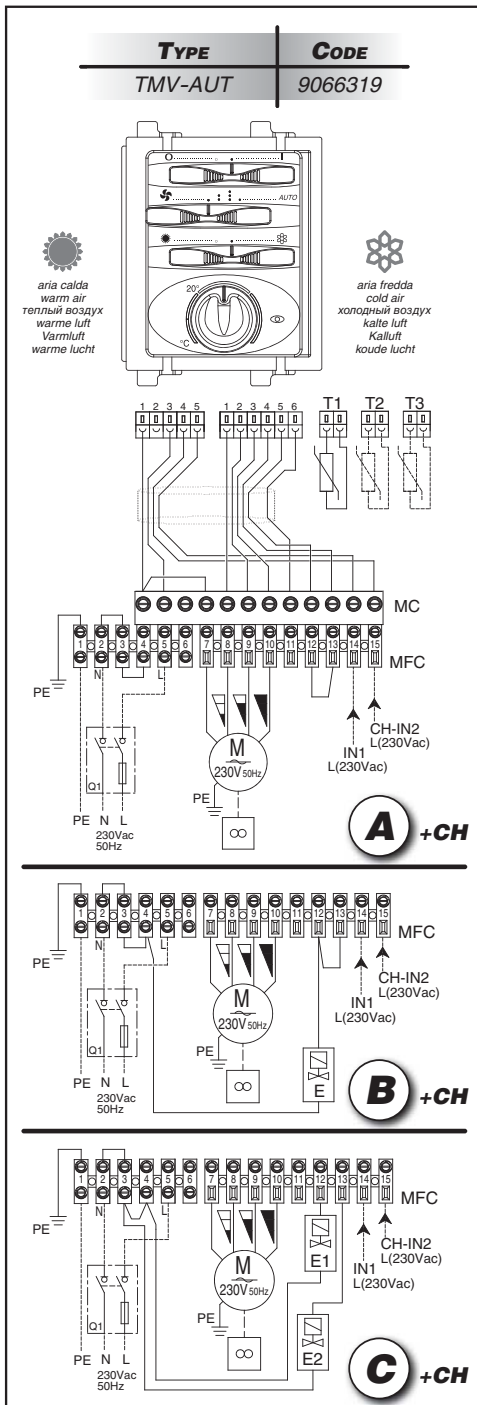 TYPE CODE
TMV-AUT 9066319
O I
AUTO
20°
°C
aria calda
warm air
теплый воздух
warme luft
Varmluft
warme lucht
aria fredda
cold air
холодный воздух
kalte luft
Kalluft
koude lucht
1 2 3 4 5 1 2 3 4 5 6 T1 T2 T3
MC
1 2 3 4 5 6 7 8 9 10 11 12 13 14 15 MFC
PE N L
Q1
M
230V 50Hz
PE
PE N L
230Vac
50Hz
IN1
L(230Vac)
CH-IN2
L(230Vac)
A +CH
1 2 3 4 5 6 7 8 9 10 11 12 13 14 15 MFC
PE N L
Q1
M
230V 50Hz
PE
PE N L
230Vac
50Hz
E
IN1
L(230Vac)
CH-IN2
L(230Vac)
B +CH
1 2 3 4 5 6 7 8 9 10 11 12 13 14 15 MFC
PE N L
Q1
M
230V 50Hz
PE
PE N L
230Vac
50Hz
E1
E2
IN1
L(230Vac)
CH-IN2
L(230Vac)
C +CH